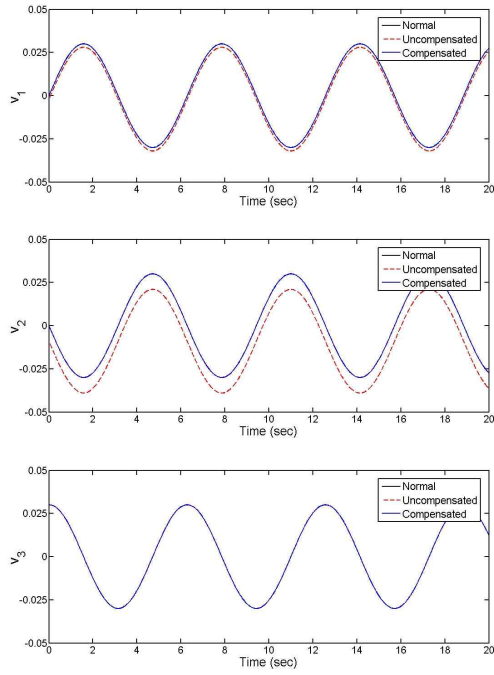 0.05
0.025
0
-0.025
-0.05
v1
0 2 4 6 8 10 12 14 16 18 20
Time (sec)
Normal
Uncompensated
Compensated
0.05
0.025
0
-0.025
-0.05
v2
0 2 4 6 8 10 12 14 16 18 20
Time (sec)
Normal
Uncompensated
Compensated
0.05
0.025
0
-0.025
-0.05
v3
0 2 4 6 8 10 12 14 16 18 20
Time (sec)
Normal
Uncompensated
Compensated